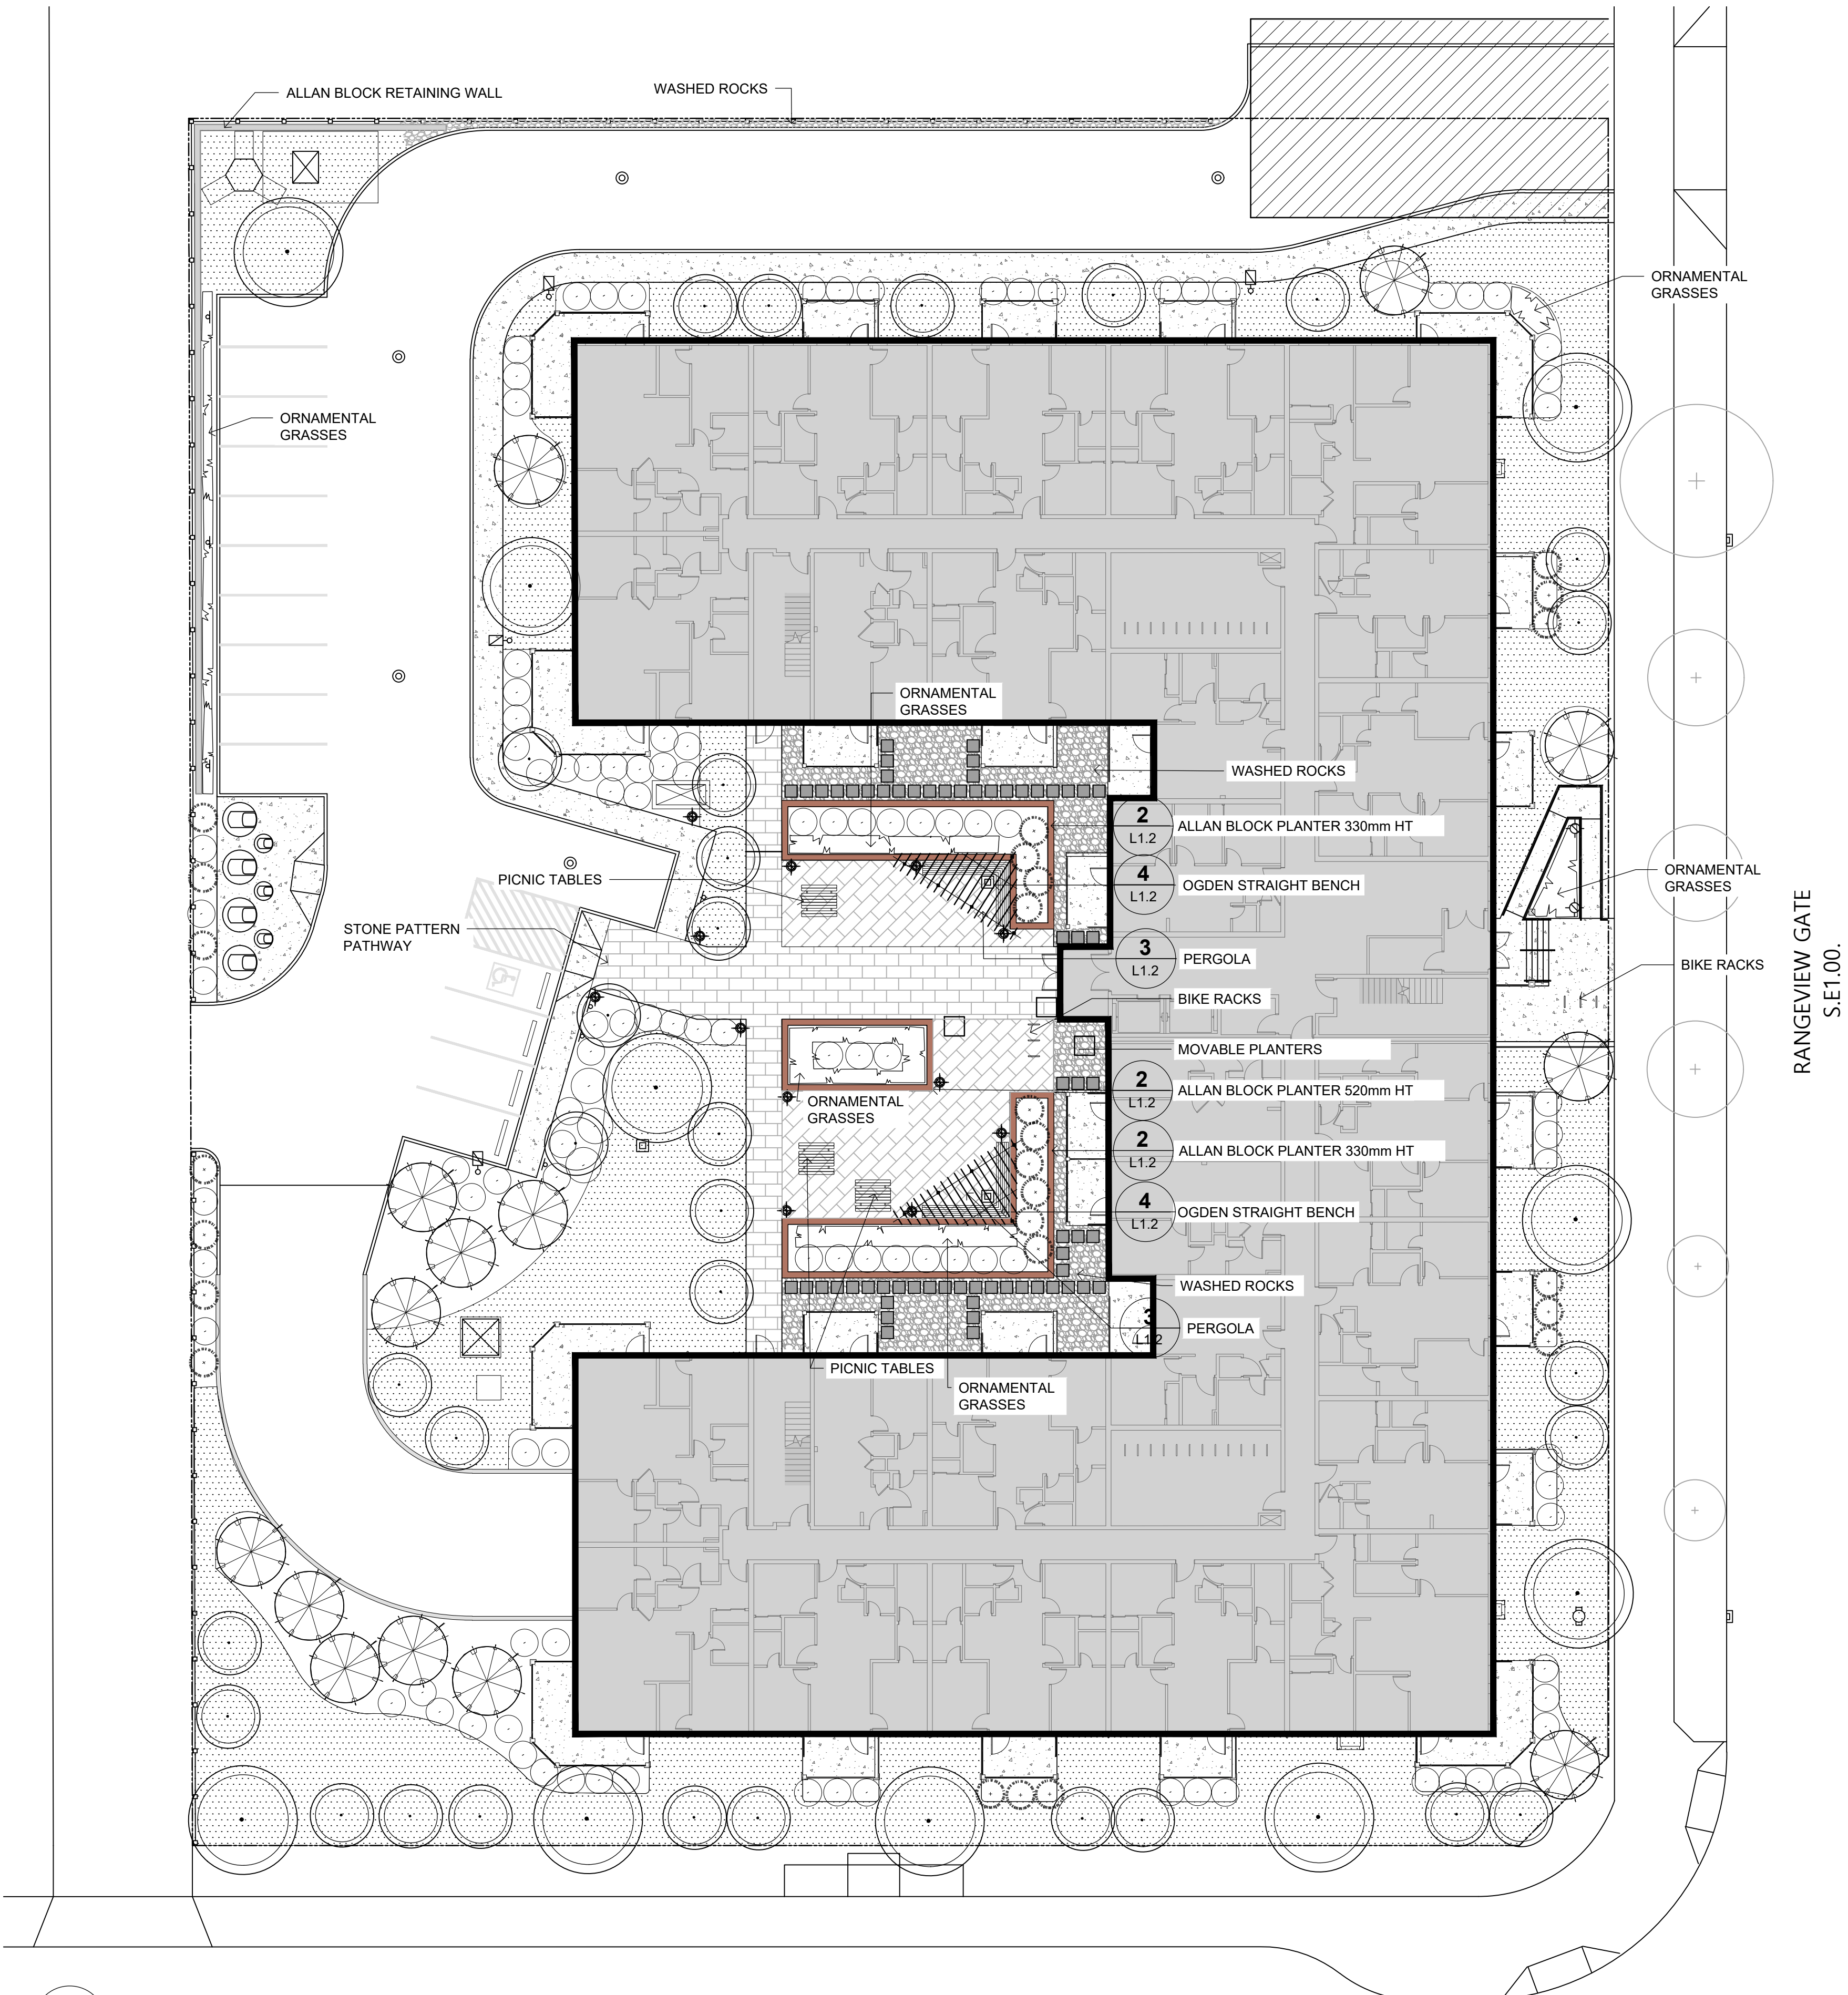 ALLAN BLOCK RETAINING WALL
WASHED ROCKS
ORNAMENTAL
GRASSES
ORNAMENTAL
GRASSES
ORNAMENTAL
GRASSES
WASHED ROCKS
2
L1.2
ALLAN BLOCK PLANTER 330mm HT
PICNIC TABLES
4
L1.2
OGDEN STRAIGHT BENCH
ORNAMENTAL
GRASSES
STONE PATTERN
PATHWAY
3
L1.2
PERGOLA
BIKE RACKS
BIKE RACKS
RANGEVIEW GATE
S.E1.00.
MOVABLE PLANTERS
2
L1.2
ALLAN BLOCK PLANTER 520mm HT
ORNAMENTAL
GRASSES
2
L1.2
ALLAN BLOCK PLANTER 330mm HT
4
L1.2
OGDEN STRAIGHT BENCH
WASHED ROCKS
3
L1.2
PERGOLA
PICNIC TABLES
ORNAMENTAL
GRASSES